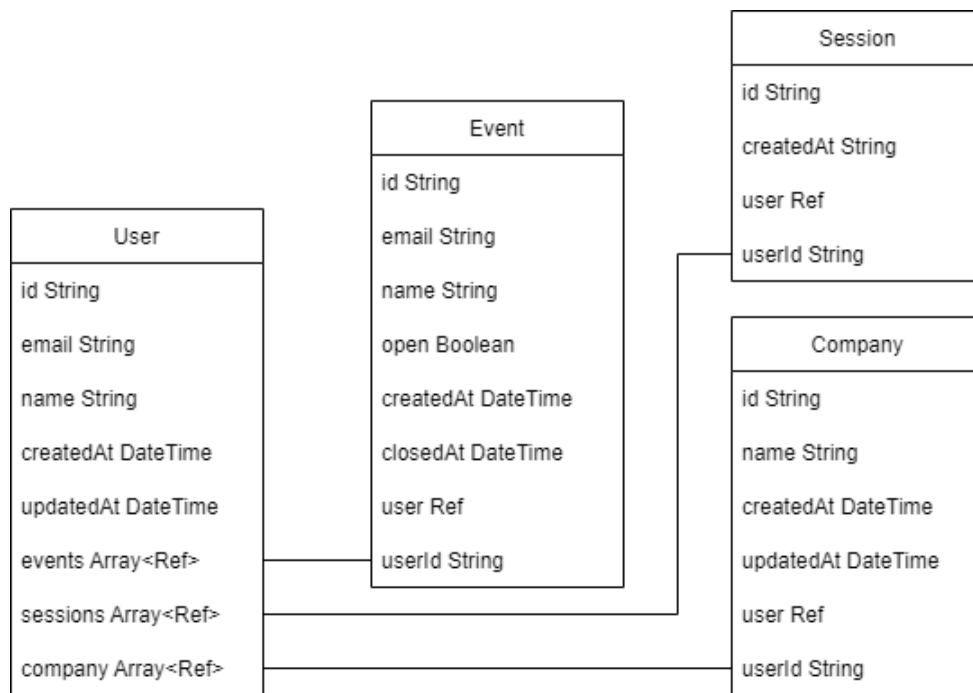 User
id String
email String
name String
createdAt DateTime
updatedAt DateTime
events Array<Ref>
sessions Array<Ref>
company Array<Ref>
Event
id String
email String
name String
open Boolean
createdAt DateTime
closedAt DateTime
user Ref
userId String
Session
id String
createdAt String
user Ref
userId String
Company
id String
name String
createdAt DateTime
updatedAt DateTime
user Ref
userId String